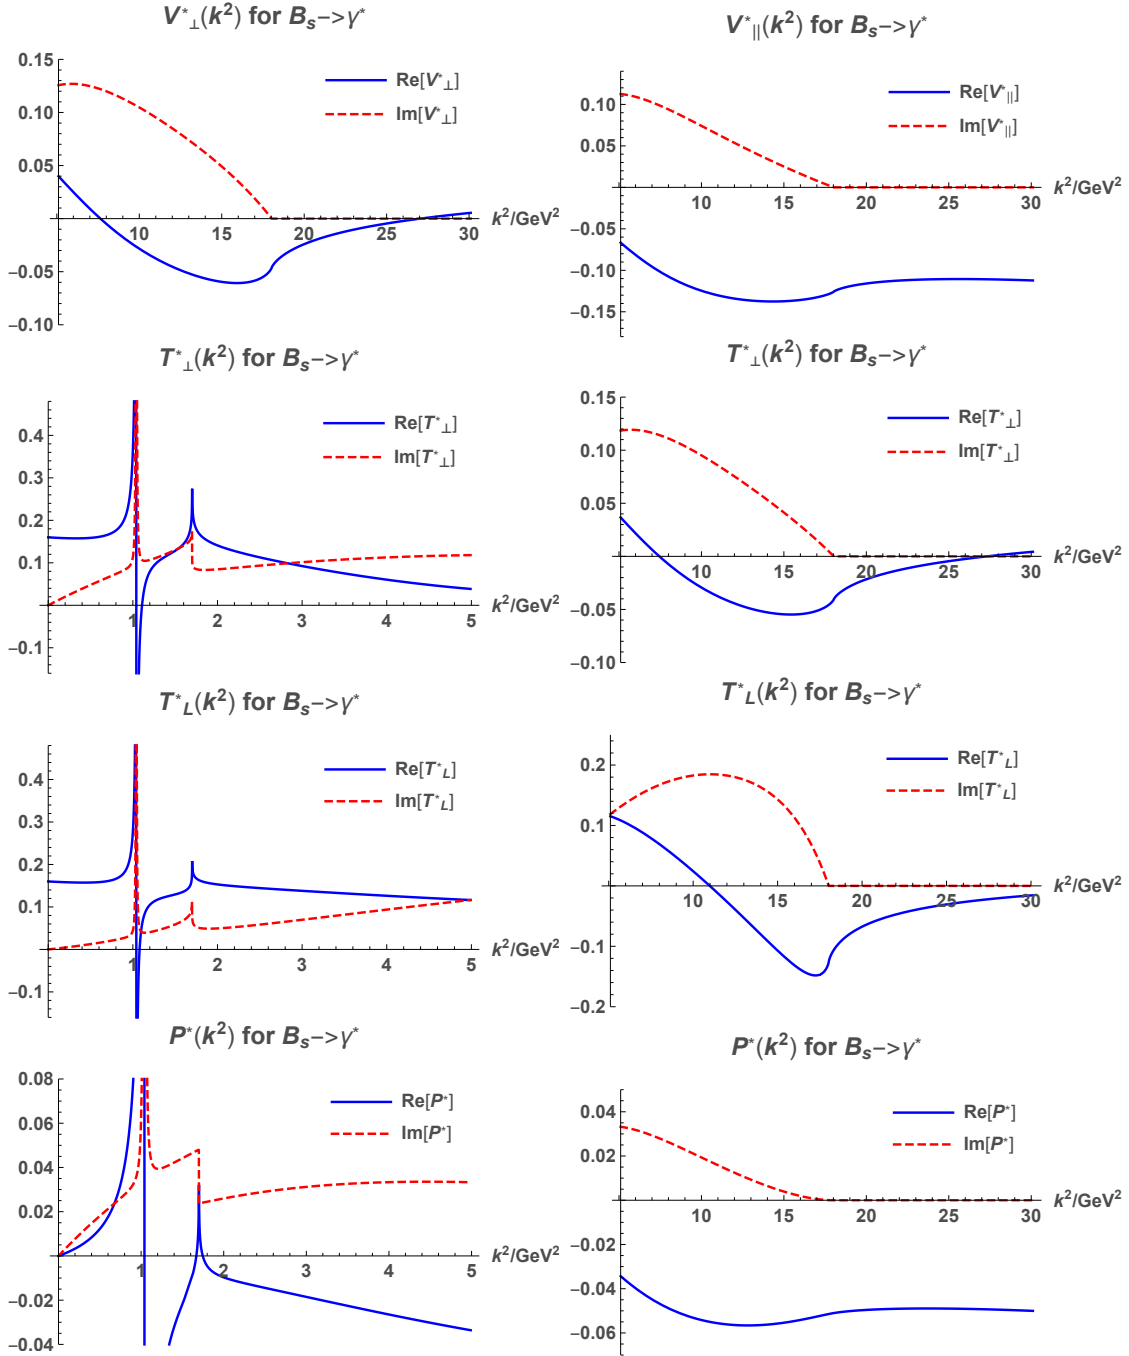 V*⊥(k²) for Bₛ−>γ*
0.15
0.10
0.05
−0.05
−0.10
10
15
20
25
30
k²/GeV²
Re[V*⊥]
Im[V*⊥]
V*||(k²) for Bₛ−>γ*
0.10
0.05
−0.05
−0.10
−0.15
10
15
20
25
30
k²/GeV²
Re[V*||]
Im[V*||]
T*⊥(k²) for Bₛ−>γ*
0.4
0.3
0.2
0.1
−0.1
1
2
3
4
5
k²/GeV²
Re[T*⊥]
Im[T*⊥]
T*⊥(k²) for Bₛ−>γ*
0.15
0.10
0.05
−0.05
−0.10
10
15
20
25
30
k²/GeV²
Re[T*⊥]
Im[T*⊥]
T*L(k²) for Bₛ−>γ*
0.4
0.3
0.2
0.1
−0.1
1
2
3
4
5
k²/GeV²
Re[T*L]
Im[T*L]
T*L(k²) for Bₛ−>γ*
0.2
0.1
−0.1
−0.2
10
15
20
25
30
k²/GeV²
Re[T*L]
Im[T*L]
P*(k²) for Bₛ−>γ*
0.08
0.06
0.04
0.02
−0.02
−0.04
1
2
3
4
5
k²/GeV²
Re[P*]
Im[P*]
P*(k²) for Bₛ−>γ*
0.04
0.02
−0.02
−0.04
−0.06
10
15
20
25
30
k²/GeV²
Re[P*]
Im[P*]